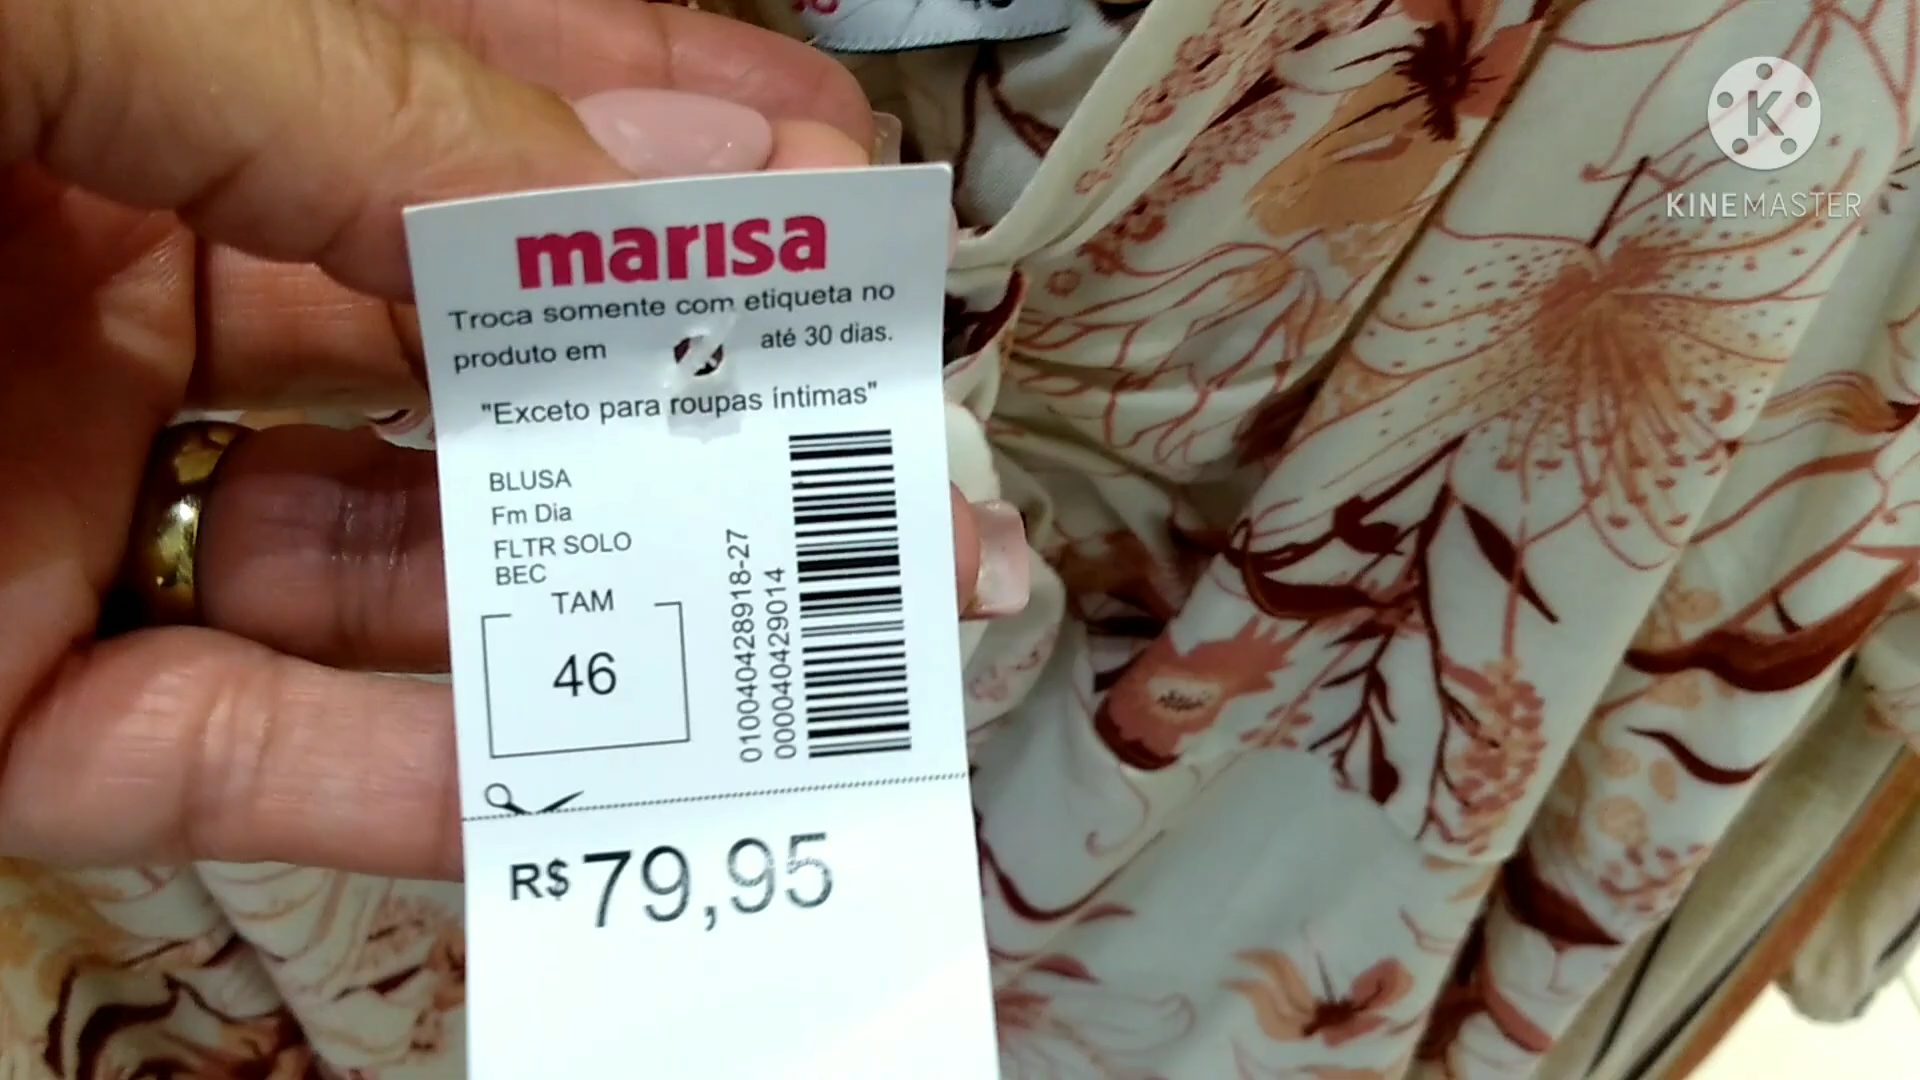 marisa
Troca somente com etiqueta no
produto em até 30 dias.
"Exceto para roupas íntimas"
BLUSA
Fm Dia
FLTR SOLO
BEC
TAM
46
010040428918-27
000040429014
R$79,95
K
KINEMASTER